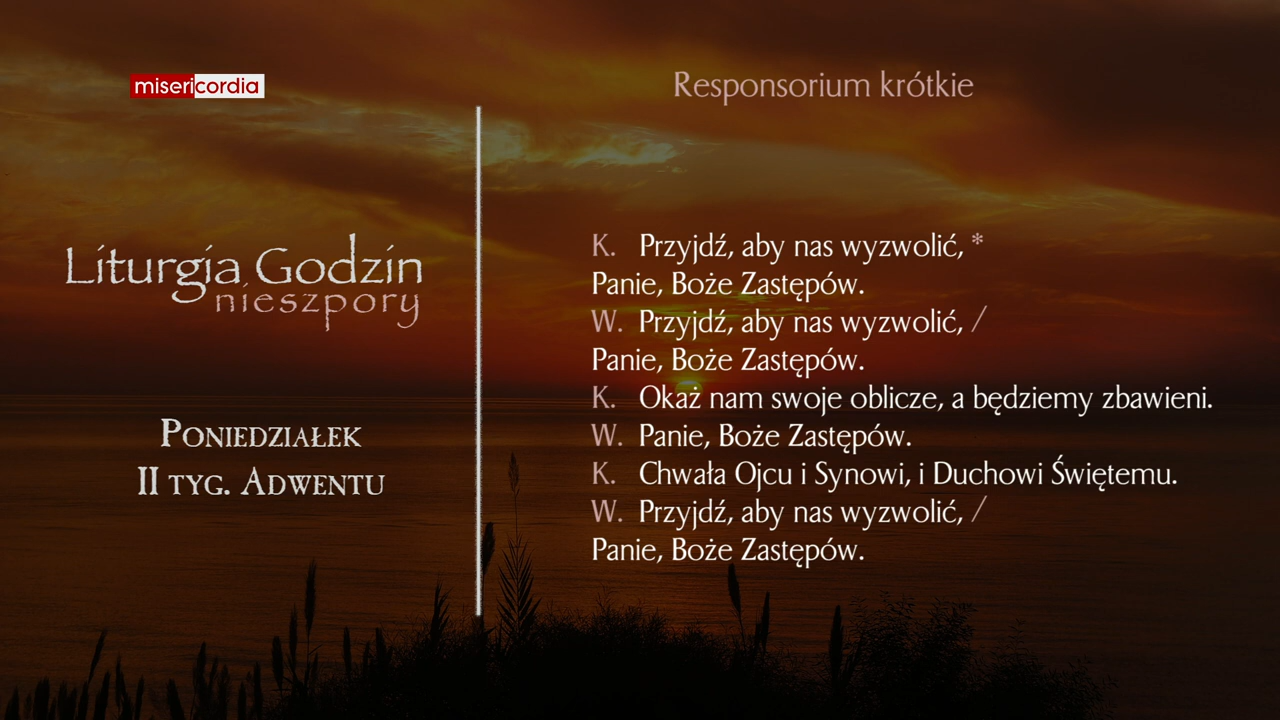 misericordia
Liturgia Godzin
nieszpory
Poniedziałek
II tyg. Adwentu
Responsorium krótkie
K. Przyjdź, aby nas wyzwolić, *
Panie, Boże Zastępów.
W. Przyjdź, aby nas wyzwolić, /
Panie, Boże Zastępów.
K. Okaż nam swoje oblicze, a będziemy zbawieni.
W. Panie, Boże Zastępów.
K. Chwała Ojcu i Synowi, i Duchowi Świętemu.
W. Przyjdź, aby nas wyzwolić, /
Panie, Boże Zastępów.